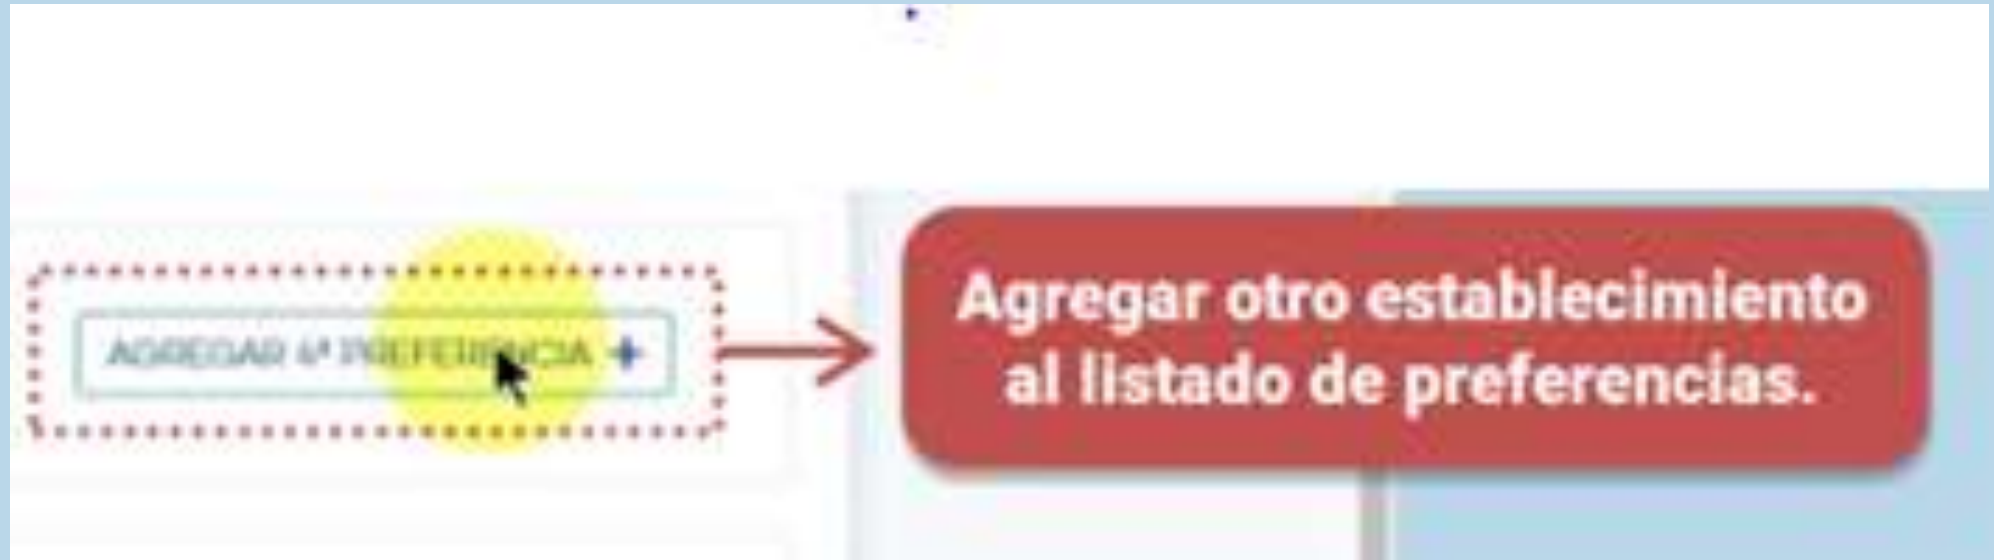 AGREGAR 4ª PREFERENCIA +
Agregar otro establecimiento
al listado de preferencias.